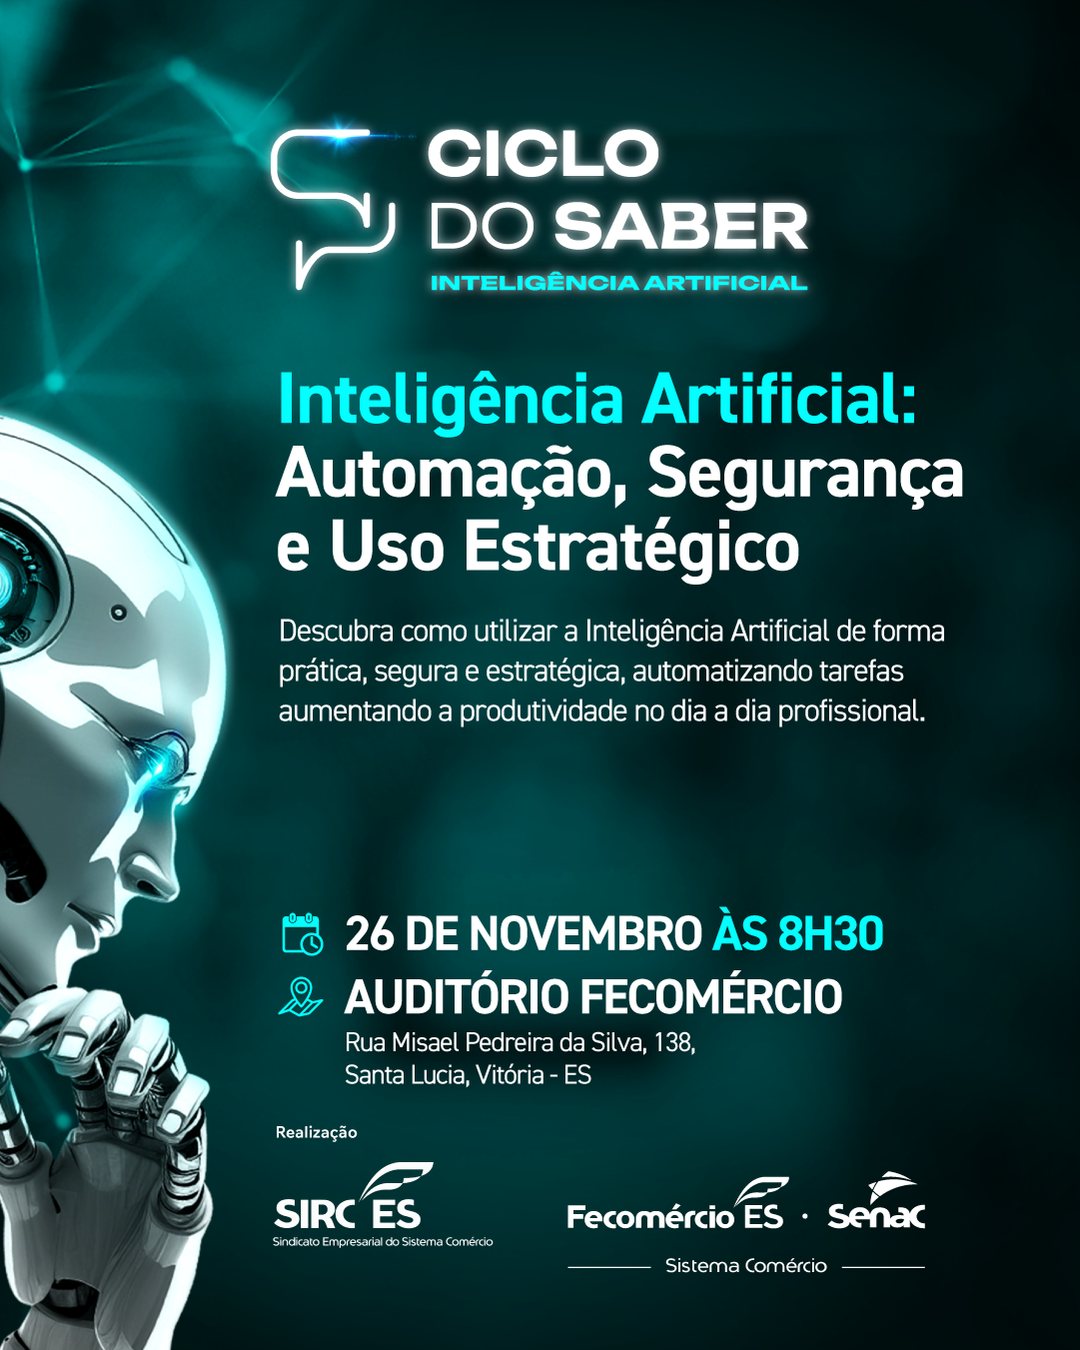 CICLO
DO SABER
INTELIGÊNCIA ARTIFICIAL
Inteligência Artificial:
Automação, Segurança
e Uso Estratégico
Descubra como utilizar a Inteligência Artificial de forma
prática, segura e estratégica, automatizando tarefas
aumentando a produtividade no dia a dia profissional.
26 DE NOVEMBRO ÀS 8H30
AUDITÓRIO FECOMÉRCIO
Rua Misael Pedreira da Silva, 138,
Santa Lucia, Vitória - ES
Realização
SIRC ES
Sindicato Empresarial do Sistema Comércio
Fecomércio ES · Senac
Sistema Comércio